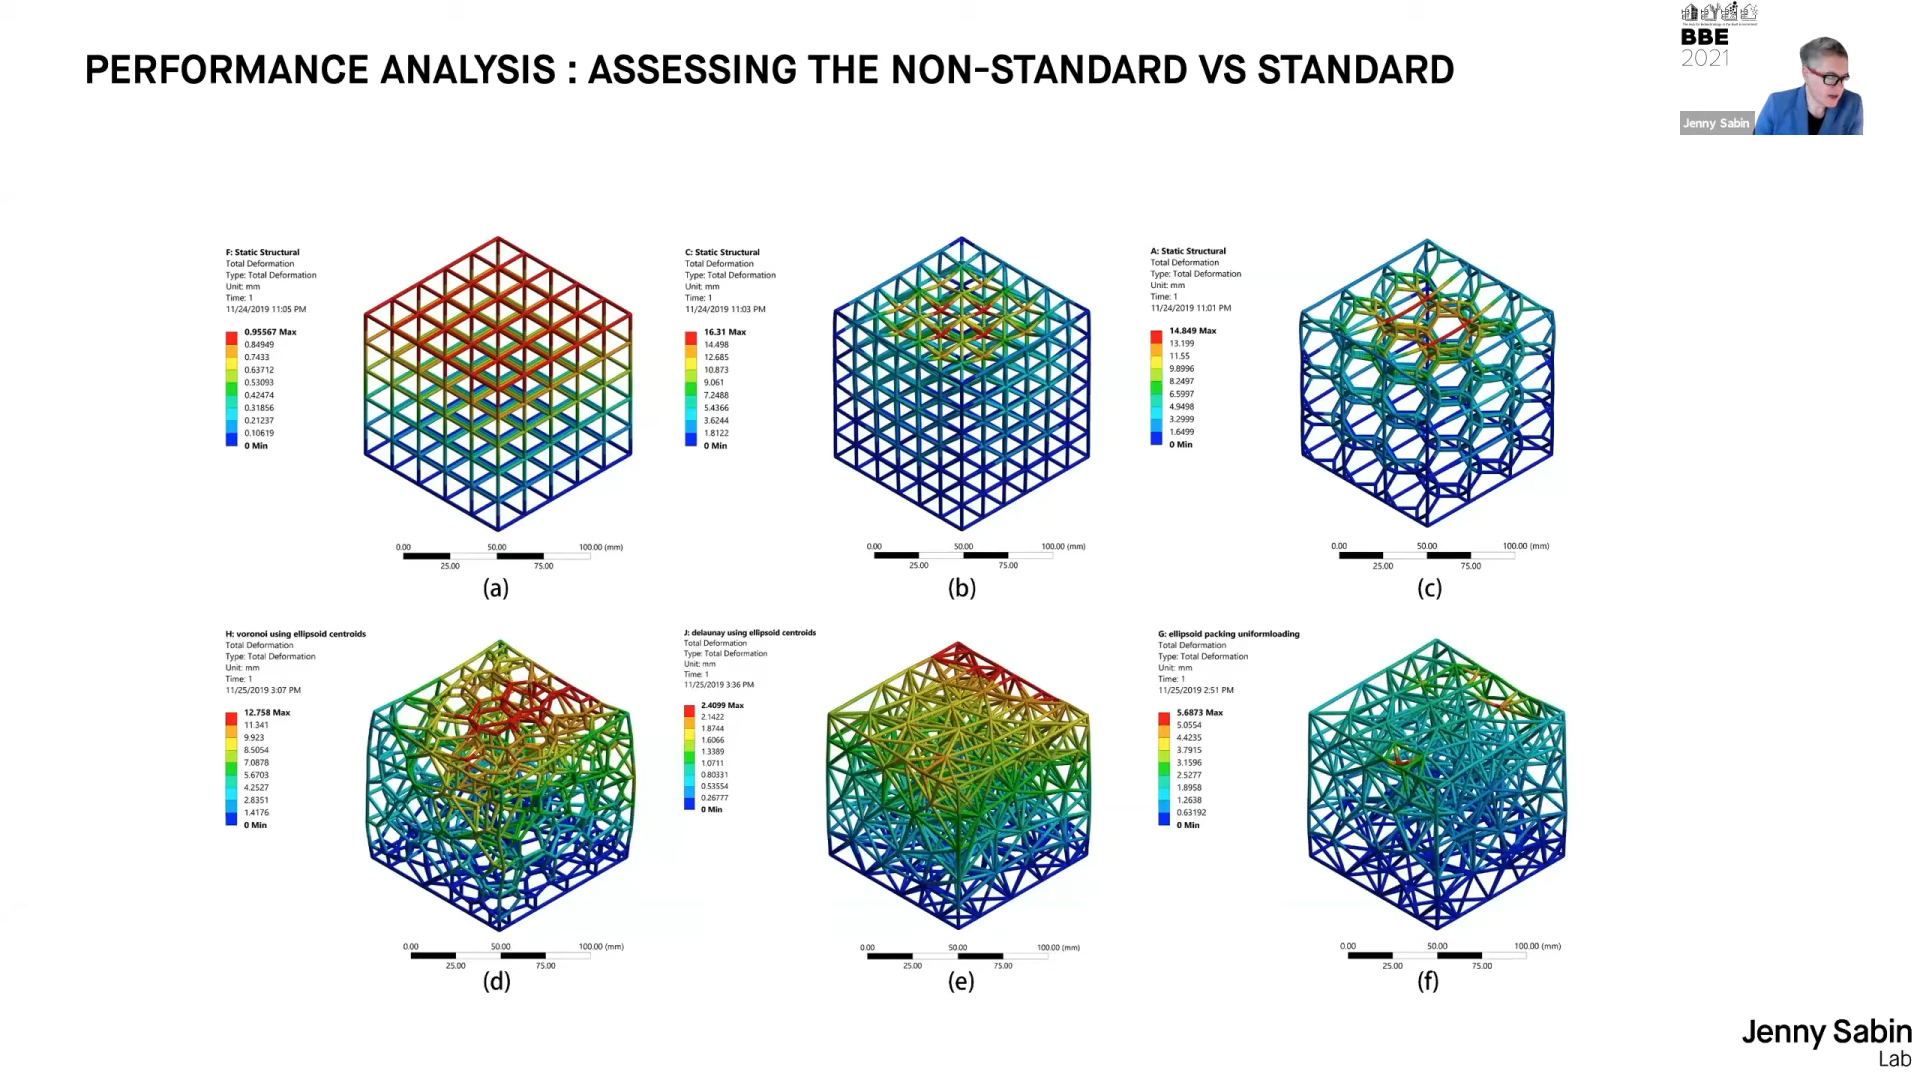 PERFORMANCE ANALYSIS : ASSESSING THE NON-STANDARD VS STANDARD
BBE
2021
Jenny Sabin
F: Static Structural
Total Deformation
Type: Total Deformation
Unit: mm
Time: 1
11/24/2019 11:05 PM
0.95567 Max
0.84949
0.7433
0.63712
0.53093
0.42474
0.31856
0.21237
0.10619
0 Min
0.00 50.00 100.00 (mm)
25.00 75.00
(a)
C: Static Structural
Total Deformation
Type: Total Deformation
Unit: mm
Time: 1
11/24/2019 11:03 PM
16.31 Max
14.498
12.685
10.873
9.061
7.2488
5.4366
3.6244
1.8122
0 Min
0.00 50.00 100.00 (mm)
25.00 75.00
(b)
A: Static Structural
Total Deformation
Type: Total Deformation
Unit: mm
Time: 1
11/24/2019 11:01 PM
14.849 Max
13.199
11.55
9.8996
8.2497
6.5997
4.9498
3.2999
1.6499
0 Min
0.00 50.00 100.00 (mm)
25.00 75.00
(c)
H: voronoi using ellipsoid centroids
Total Deformation
Type: Total Deformation
Unit: mm
Time: 1
11/25/2019 3:07 PM
12.758 Max
11.341
9.923
8.5054
7.0878
5.6703
4.2527
2.8351
1.4176
0 Min
0.00 50.00 100.00 (mm)
25.00 75.00
(d)
J: delaunay using ellipsoid centroids
Total Deformation
Type: Total Deformation
Unit: mm
Time: 1
11/25/2019 3:36 PM
2.4099 Max
2.1422
1.8744
1.6066
1.3389
1.0711
0.80331
0.53554
0.26777
0 Min
0.00 50.00 100.00 (mm)
25.00 75.00
(e)
G: ellipsoid packing uniformloading
Total Deformation
Type: Total Deformation
Unit: mm
Time: 1
11/25/2019 2:51 PM
5.6873 Max
5.0554
4.4235
3.7915
3.1596
2.5277
1.8958
1.2638
0.63192
0 Min
0.00 50.00 100.00 (mm)
25.00 75.00
(f)
Jenny Sabin
Lab